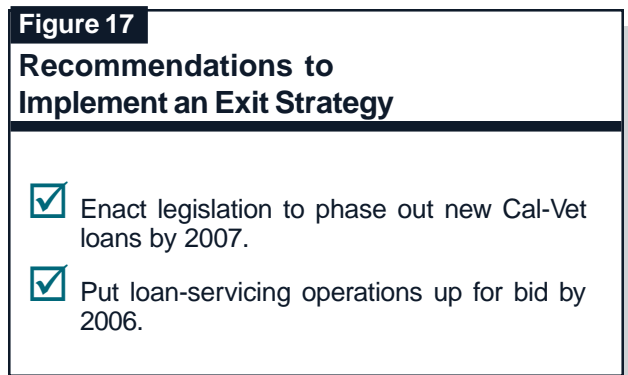 Figure 17
Recommendations to
Implement an Exit Strategy
Enact legislation to phase out new Cal-Vet
loans by 2007.
Put loan-servicing operations up for bid by
2006.